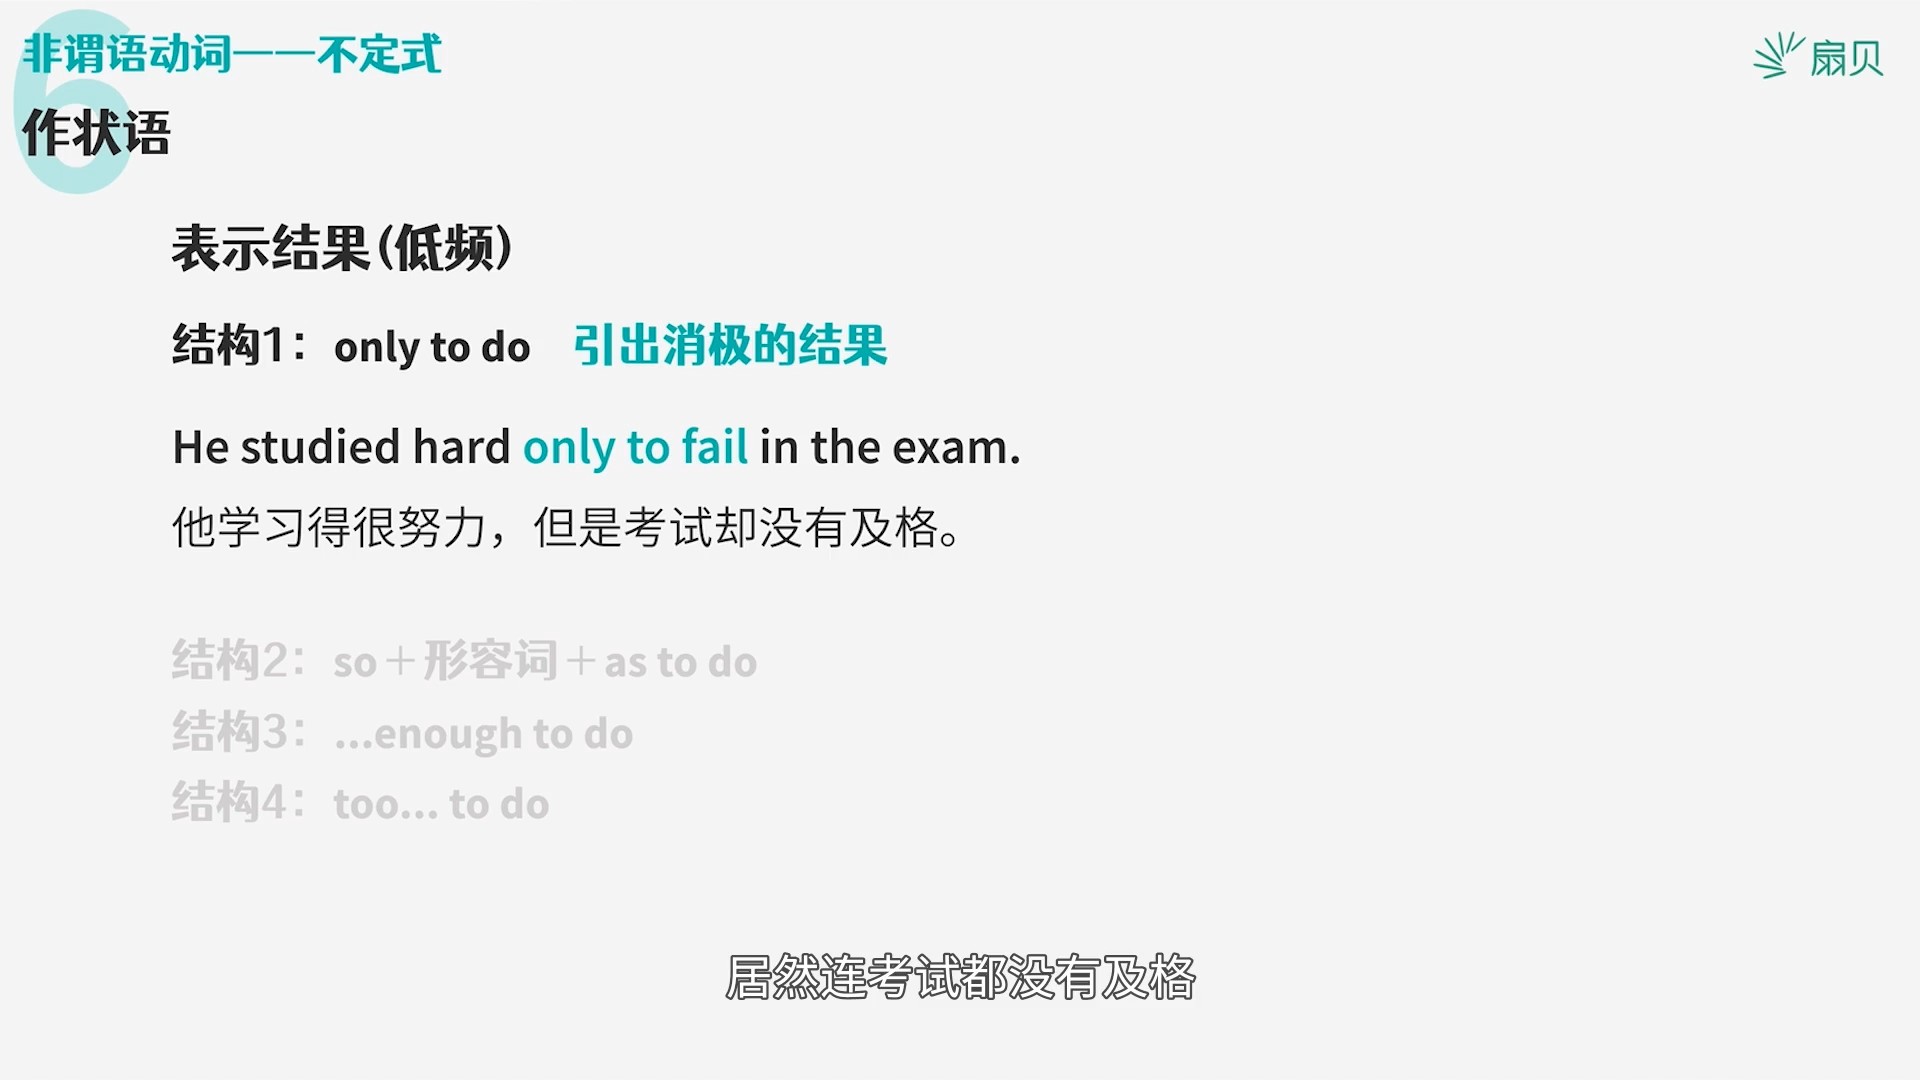 6
非谓语动词——不定式
扇贝
作状语
表示结果(低频)
结构1：only to do 引出消极的结果
He studied hard only to fail in the exam.
他学习得很努力，但是考试却没有及格。
结构2：so＋形容词＋as to do
结构3：...enough to do
结构4：too... to do
居然连考试都没有及格